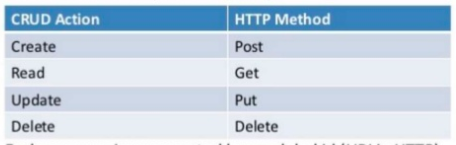 CRUD Action HTTP Method
Create Post
Read Get
Update Put
Delete Delete